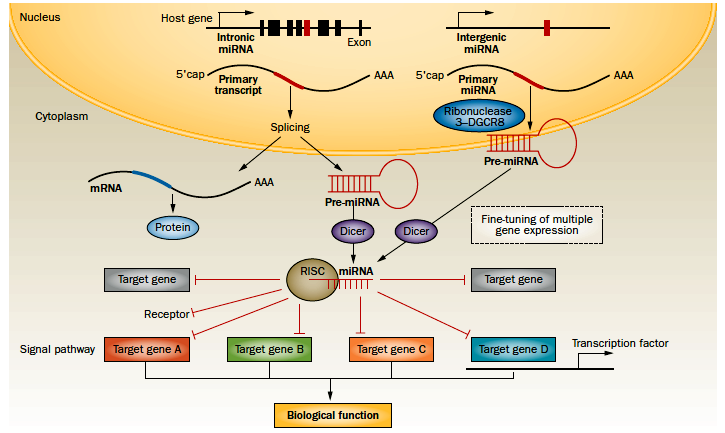 Nucleus
Host gene
Intronic
miRNA
Exon
Intergenic
miRNA
5'cap
Primary
transcript
AAA
5'cap
Primary
miRNA
AAA
Cytoplasm
Splicing
Ribonuclease
3–DGCR8
Pre-miRNA
mRNA
AAA
Pre-miRNA
Protein
Dicer
Dicer
Fine-tuning of multiple
gene expression
Target gene
RISC
miRNA
Target gene
Receptor
Signal pathway
Target gene A
Target gene B
Target gene C
Target gene D
Transcription factor
Biological function